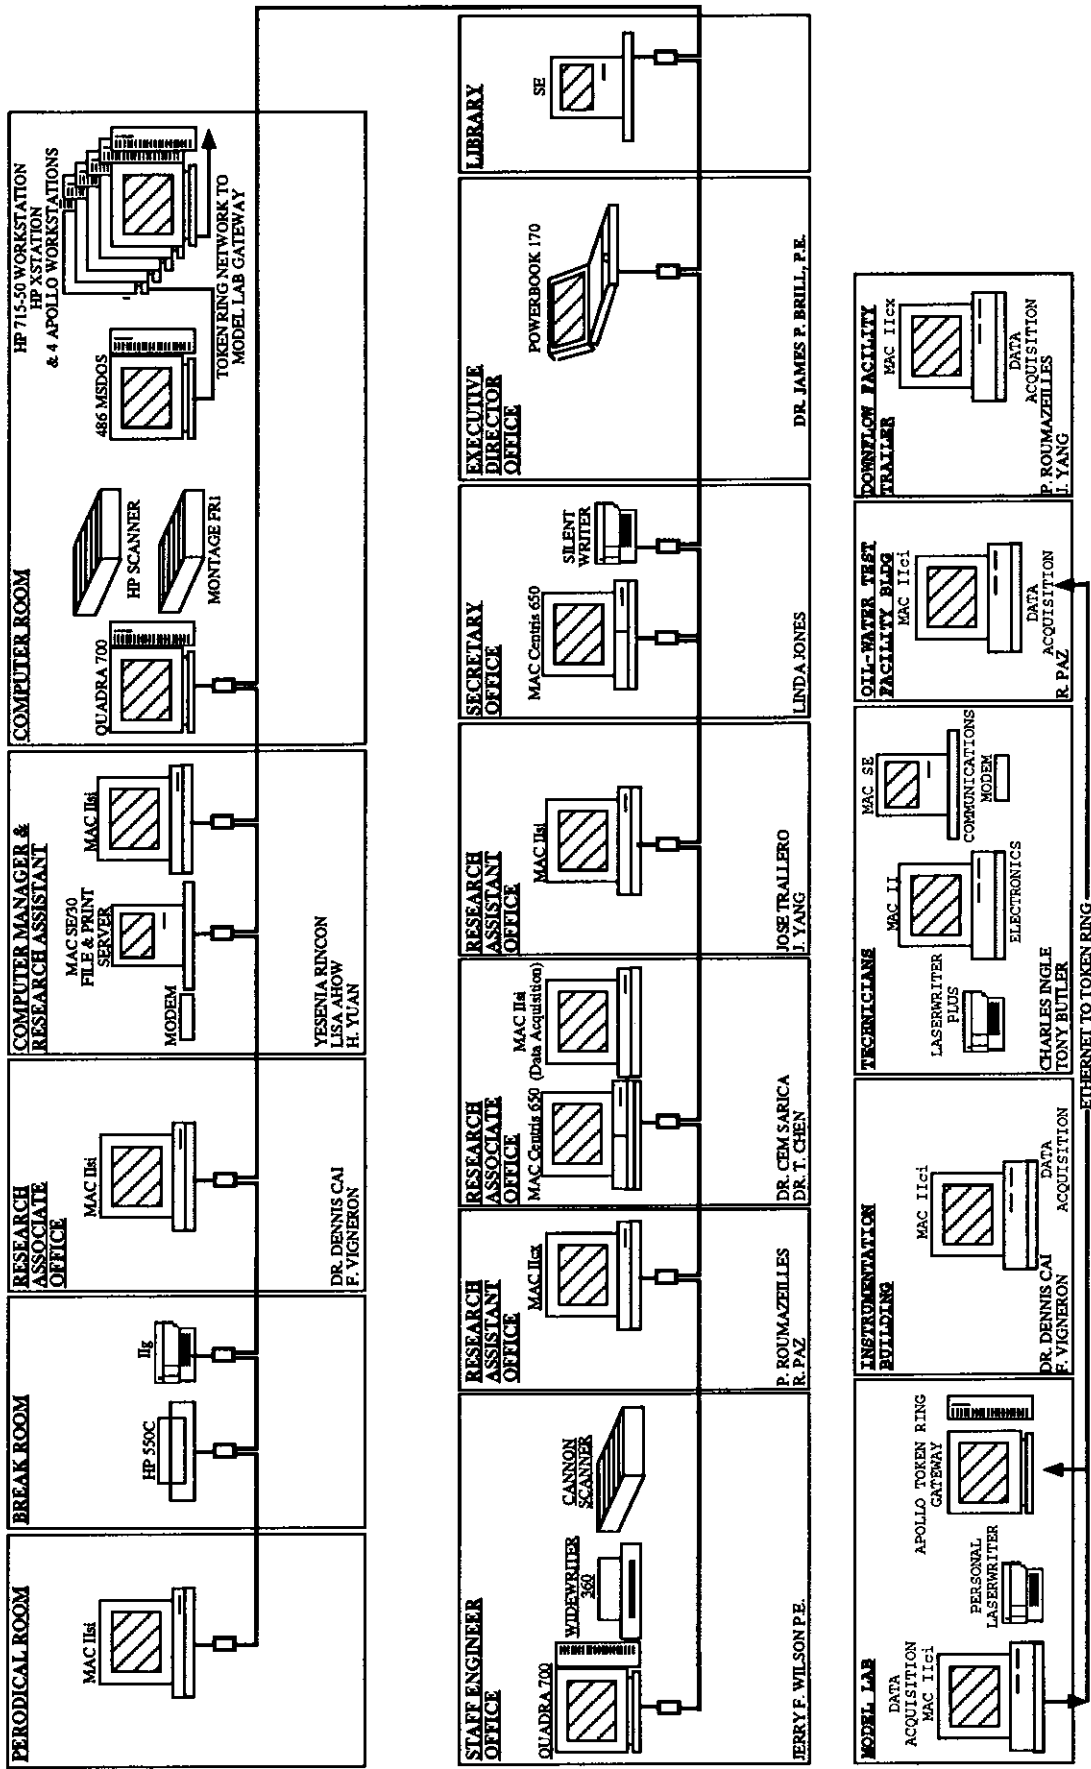 PERODICAL ROOM
MAC IIsi
BREAK ROOM
HP 550C
IIg
RESEARCH
ASSOCIATE
OFFICE
MAC IIsi
DR. DENNIS CAI
F. VIGNERON
COMPUTER MANAGER &
RESEARCH ASSISTANT
MAC SE/30
FILE & PRINT
SERVER
MODEM
MAC IIsi
YESENIA RINCON
LISA AHOW
H. YUAN
COMPUTER ROOM
QUADRA 700
HP SCANNER
MONTAGE FR1
486 MSDOS
HP 715-50 WORKSTATION
HP XSTATION
& 4 APOLLO WORKSTATIONS
TOKEN RING NETWORK TO
MODEL LAB GATEWAY
STAFF ENGINEER
OFFICE
QUADRA 700
WIDEWRITER
360
CANNON
SCANNER
JERRY F. WILSON P.E.
RESEARCH
ASSISTANT
OFFICE
MAC IIcx
P. ROUMAZEILLES
R. PAZ
RESEARCH
ASSOCIATE
OFFICE
MAC Centris 650
MAC IIsi
(Data Acquisition)
DR. CEM SARICA
DR. T. CHEN
RESEARCH
ASSISTANT
OFFICE
MAC IIsi
JOSE TRALLERO
J. YANG
SECRETARY
OFFICE
MAC Centris 650
SILENT
WRITER
LINDA JONES
EXECUTIVE
DIRECTOR
OFFICE
POWERBOOK 170
DR. JAMES P. BRILL, P.E.
LIBRARY
SE
MODEL LAB
DATA
ACQUISITION
MAC IIci
PERSONAL
LASERWRITER
APOLLO TOKEN RING
GATEWAY
INSTRUMENTATION
BUILDING
MAC IIci
DR. DENNIS CAI
F. VIGNERON
DATA
ACQUISITION
TECHNICIANS
LASERWRITER
PLUS
MAC II
ELECTRONICS
MAC SE
COMMUNICATIONS
MODEM
CHARLES INGLE
TONY BUTLER
OIL-WATER TEST
FACILITY BLDG
MAC IIci
DATA
ACQUISITION
R. PAZ
DOWNFLOW FACILITY
TRAILER
MAC IIcx
DATA
ACQUISITION
P. ROUMAZEILLES
J. YANG
ETHERNET TO TOKEN RING